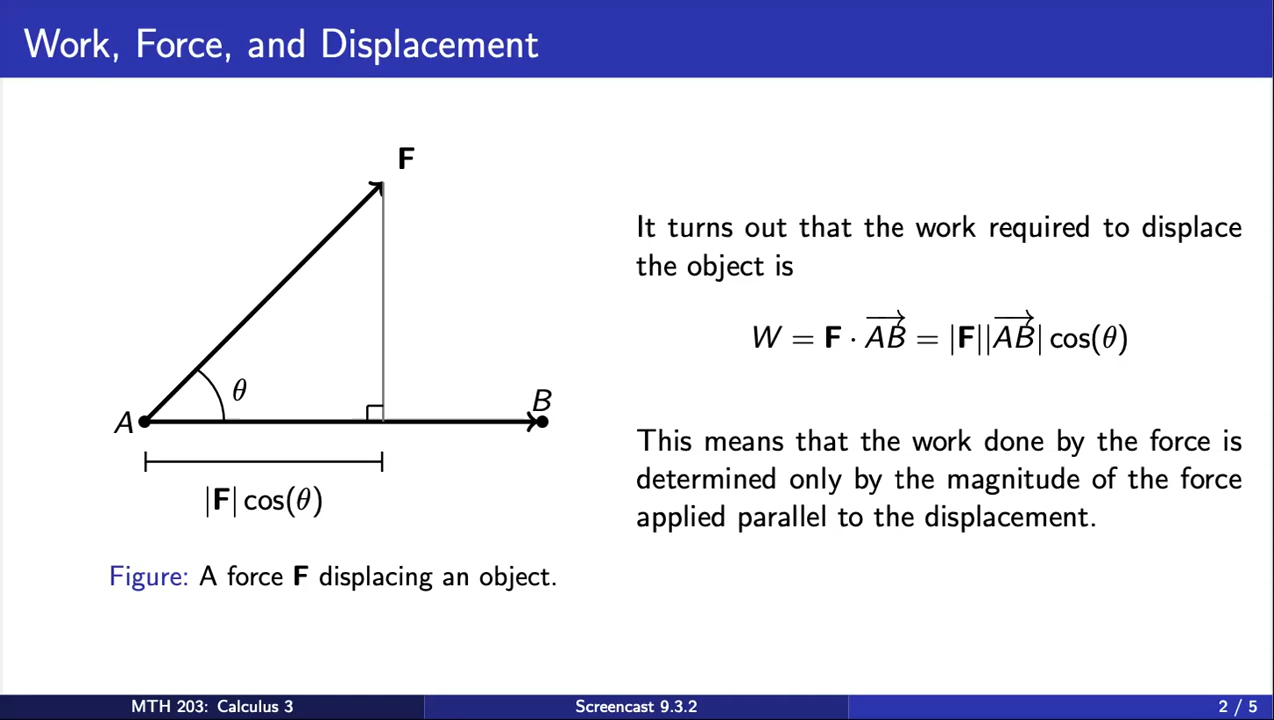 Work, Force, and Displacement
F
θ
A
B
|F| cos(θ)
Figure: A force F displacing an object.
It turns out that the work required to displace
the object is
W = F · \overrightarrow{AB} = |F||\overrightarrow{AB}| cos(θ)
This means that the work done by the force is
determined only by the magnitude of the force
applied parallel to the displacement.
MTH 203: Calculus 3
Screencast 9.3.2
2 / 5